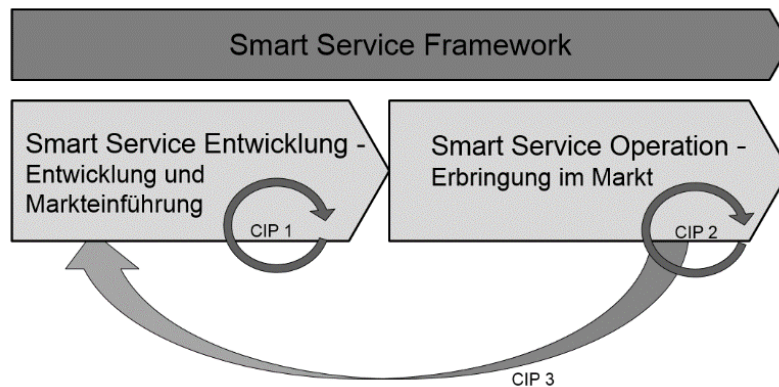 Smart Service Framework
Smart Service Entwicklung -
Entwicklung und
Markteinführung
CIP 1
Smart Service Operation -
Erbringung im Markt
CIP 2
CIP 3